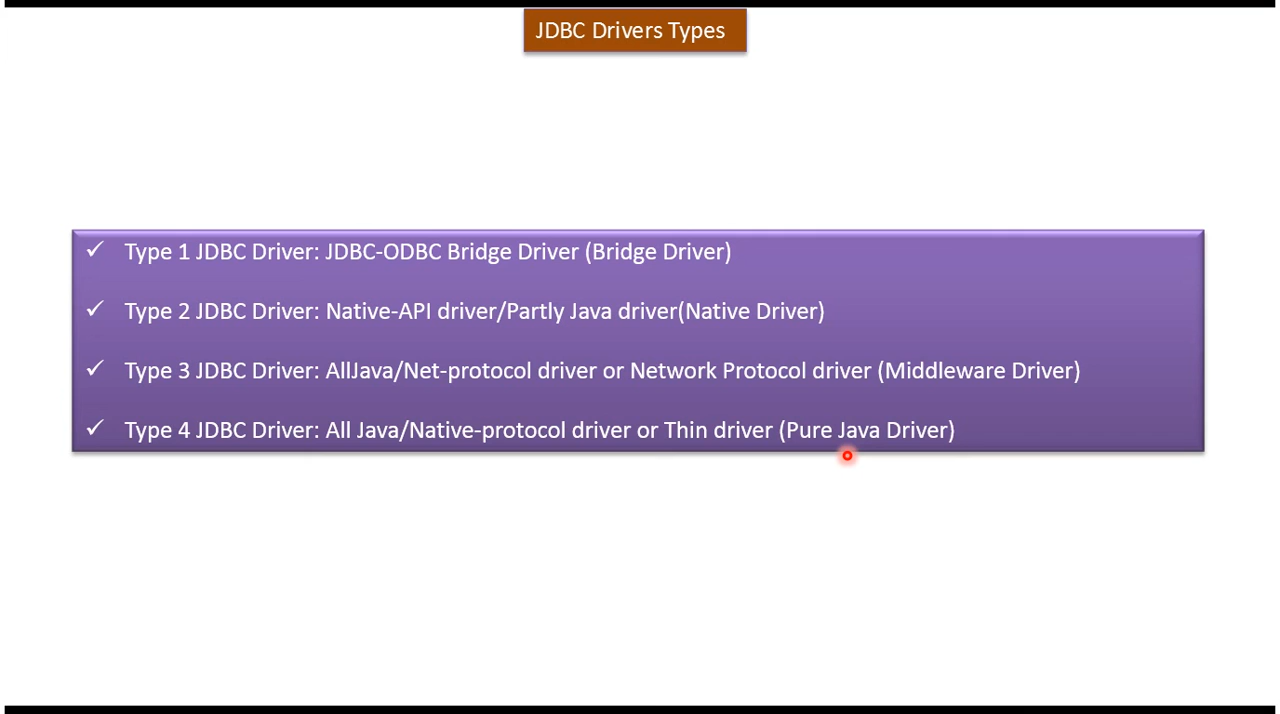 JDBC Drivers Types
✓ Type 1 JDBC Driver: JDBC-ODBC Bridge Driver (Bridge Driver)
✓ Type 2 JDBC Driver: Native-API driver/Partly Java driver(Native Driver)
✓ Type 3 JDBC Driver: AllJava/Net-protocol driver or Network Protocol driver (Middleware Driver)
✓ Type 4 JDBC Driver: All Java/Native-protocol driver or Thin driver (Pure Java Driver)